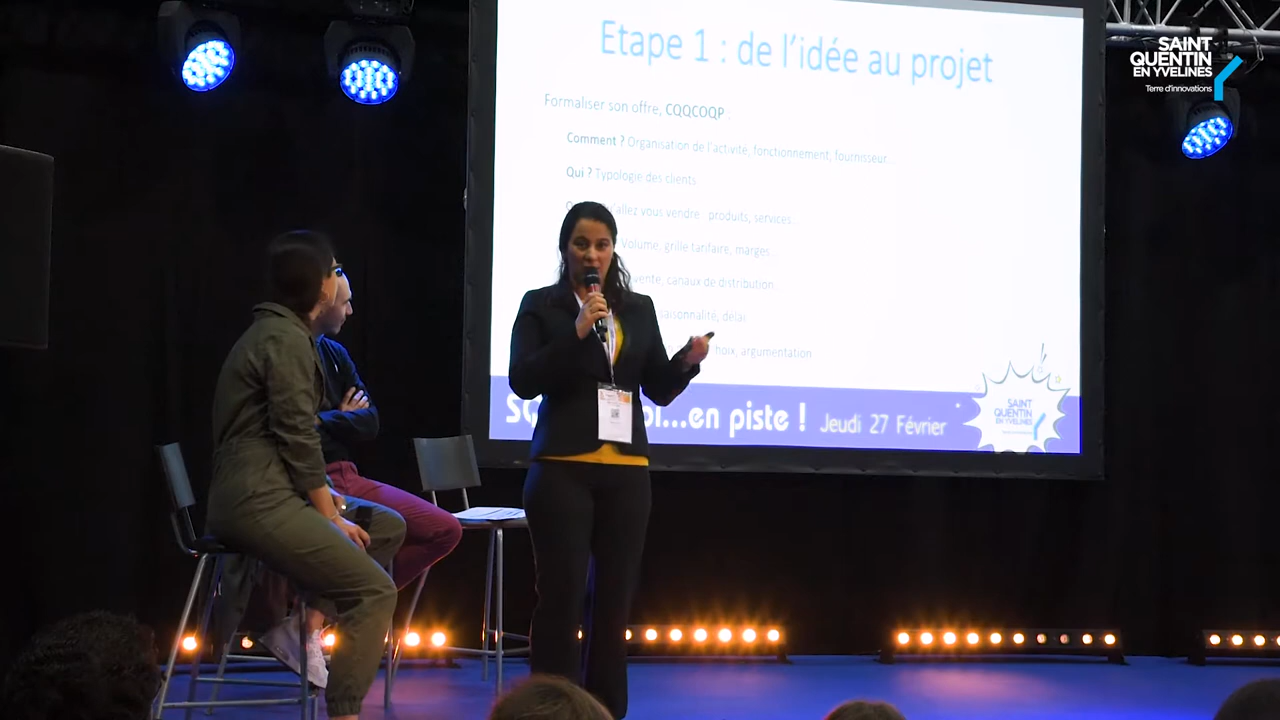 Etape 1 : de l'idée au projet
Formaliser son offre, CQQCOQP :
Comment ? Organisation de l'activité, fonctionnement, fournisseur...
Qui ? Typologie des clients
allez vous vendre : produits, services...
Volume, grille tarifaire, marges...
vente, canaux de distribution
saisonnalité, délai
argumentation
...en piste ! Jeudi 27 Février
SAINT
QUENTIN
EN YVELINES
SAINT
QUENTIN
EN YVELINES
Terre d'innovations